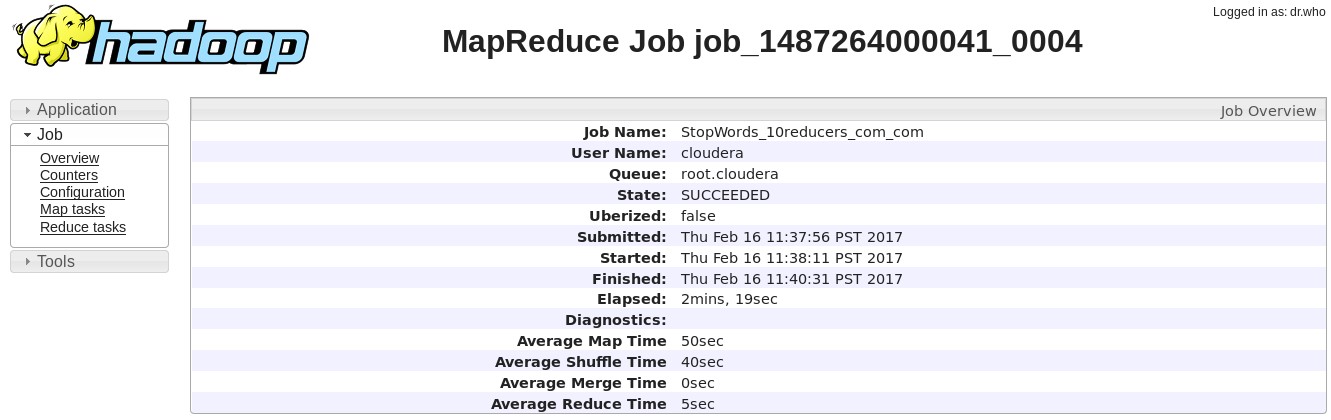 Logged in as: dr.who
hadoop
MapReduce Job job_1487264000041_0004
Application
Job
Overview
Counters
Configuration
Map tasks
Reduce tasks
Tools
Job Overview
Job Name: StopWords_10reducers_com_com
User Name: cloudera
Queue: root.cloudera
State: SUCCEEDED
Uberized: false
Submitted: Thu Feb 16 11:37:56 PST 2017
Started: Thu Feb 16 11:38:11 PST 2017
Finished: Thu Feb 16 11:40:31 PST 2017
Elapsed: 2mins, 19sec
Diagnostics:
Average Map Time 50sec
Average Shuffle Time 40sec
Average Merge Time 0sec
Average Reduce Time 5sec